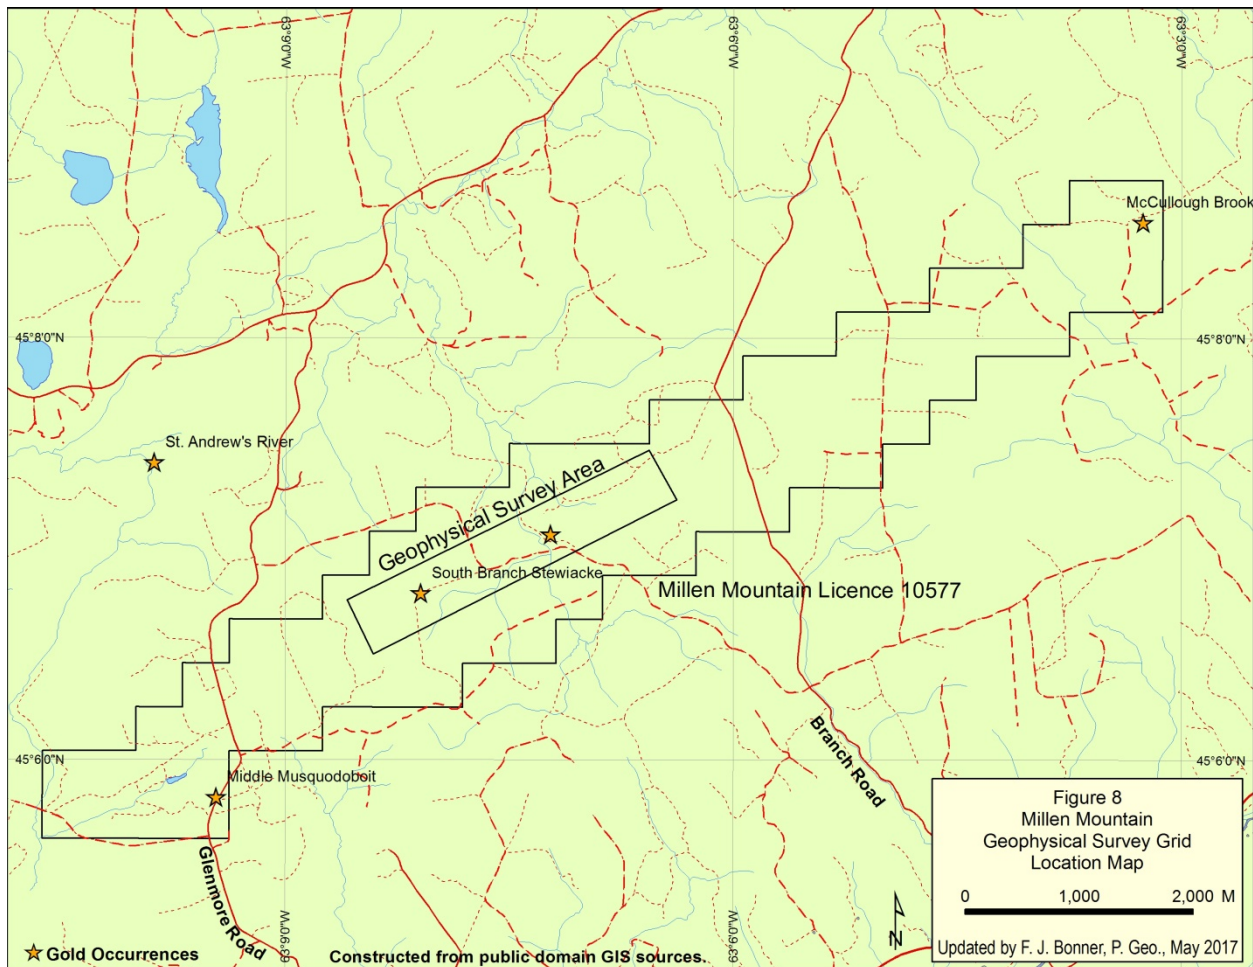 63°9'0"W
63°6'0"W
63°3'0"W
McCullough Brook
45°8'0"N
45°8'0"N
St. Andrew's River
Geophysical Survey Area
South Branch Stewiacke
Millen Mountain Licence 10577
Branch Road
45°6'0"N
45°6'0"N
Middle Musquodoboit
Glenmore Road
63°9'0"W
63°6'0"W
Figure 8
Millen Mountain
Geophysical Survey Grid
Location Map
0 1,000 2,000 M
N
Updated by F. J. Bonner, P. Geo., May 2017
Gold Occurrences
Constructed from public domain GIS sources.